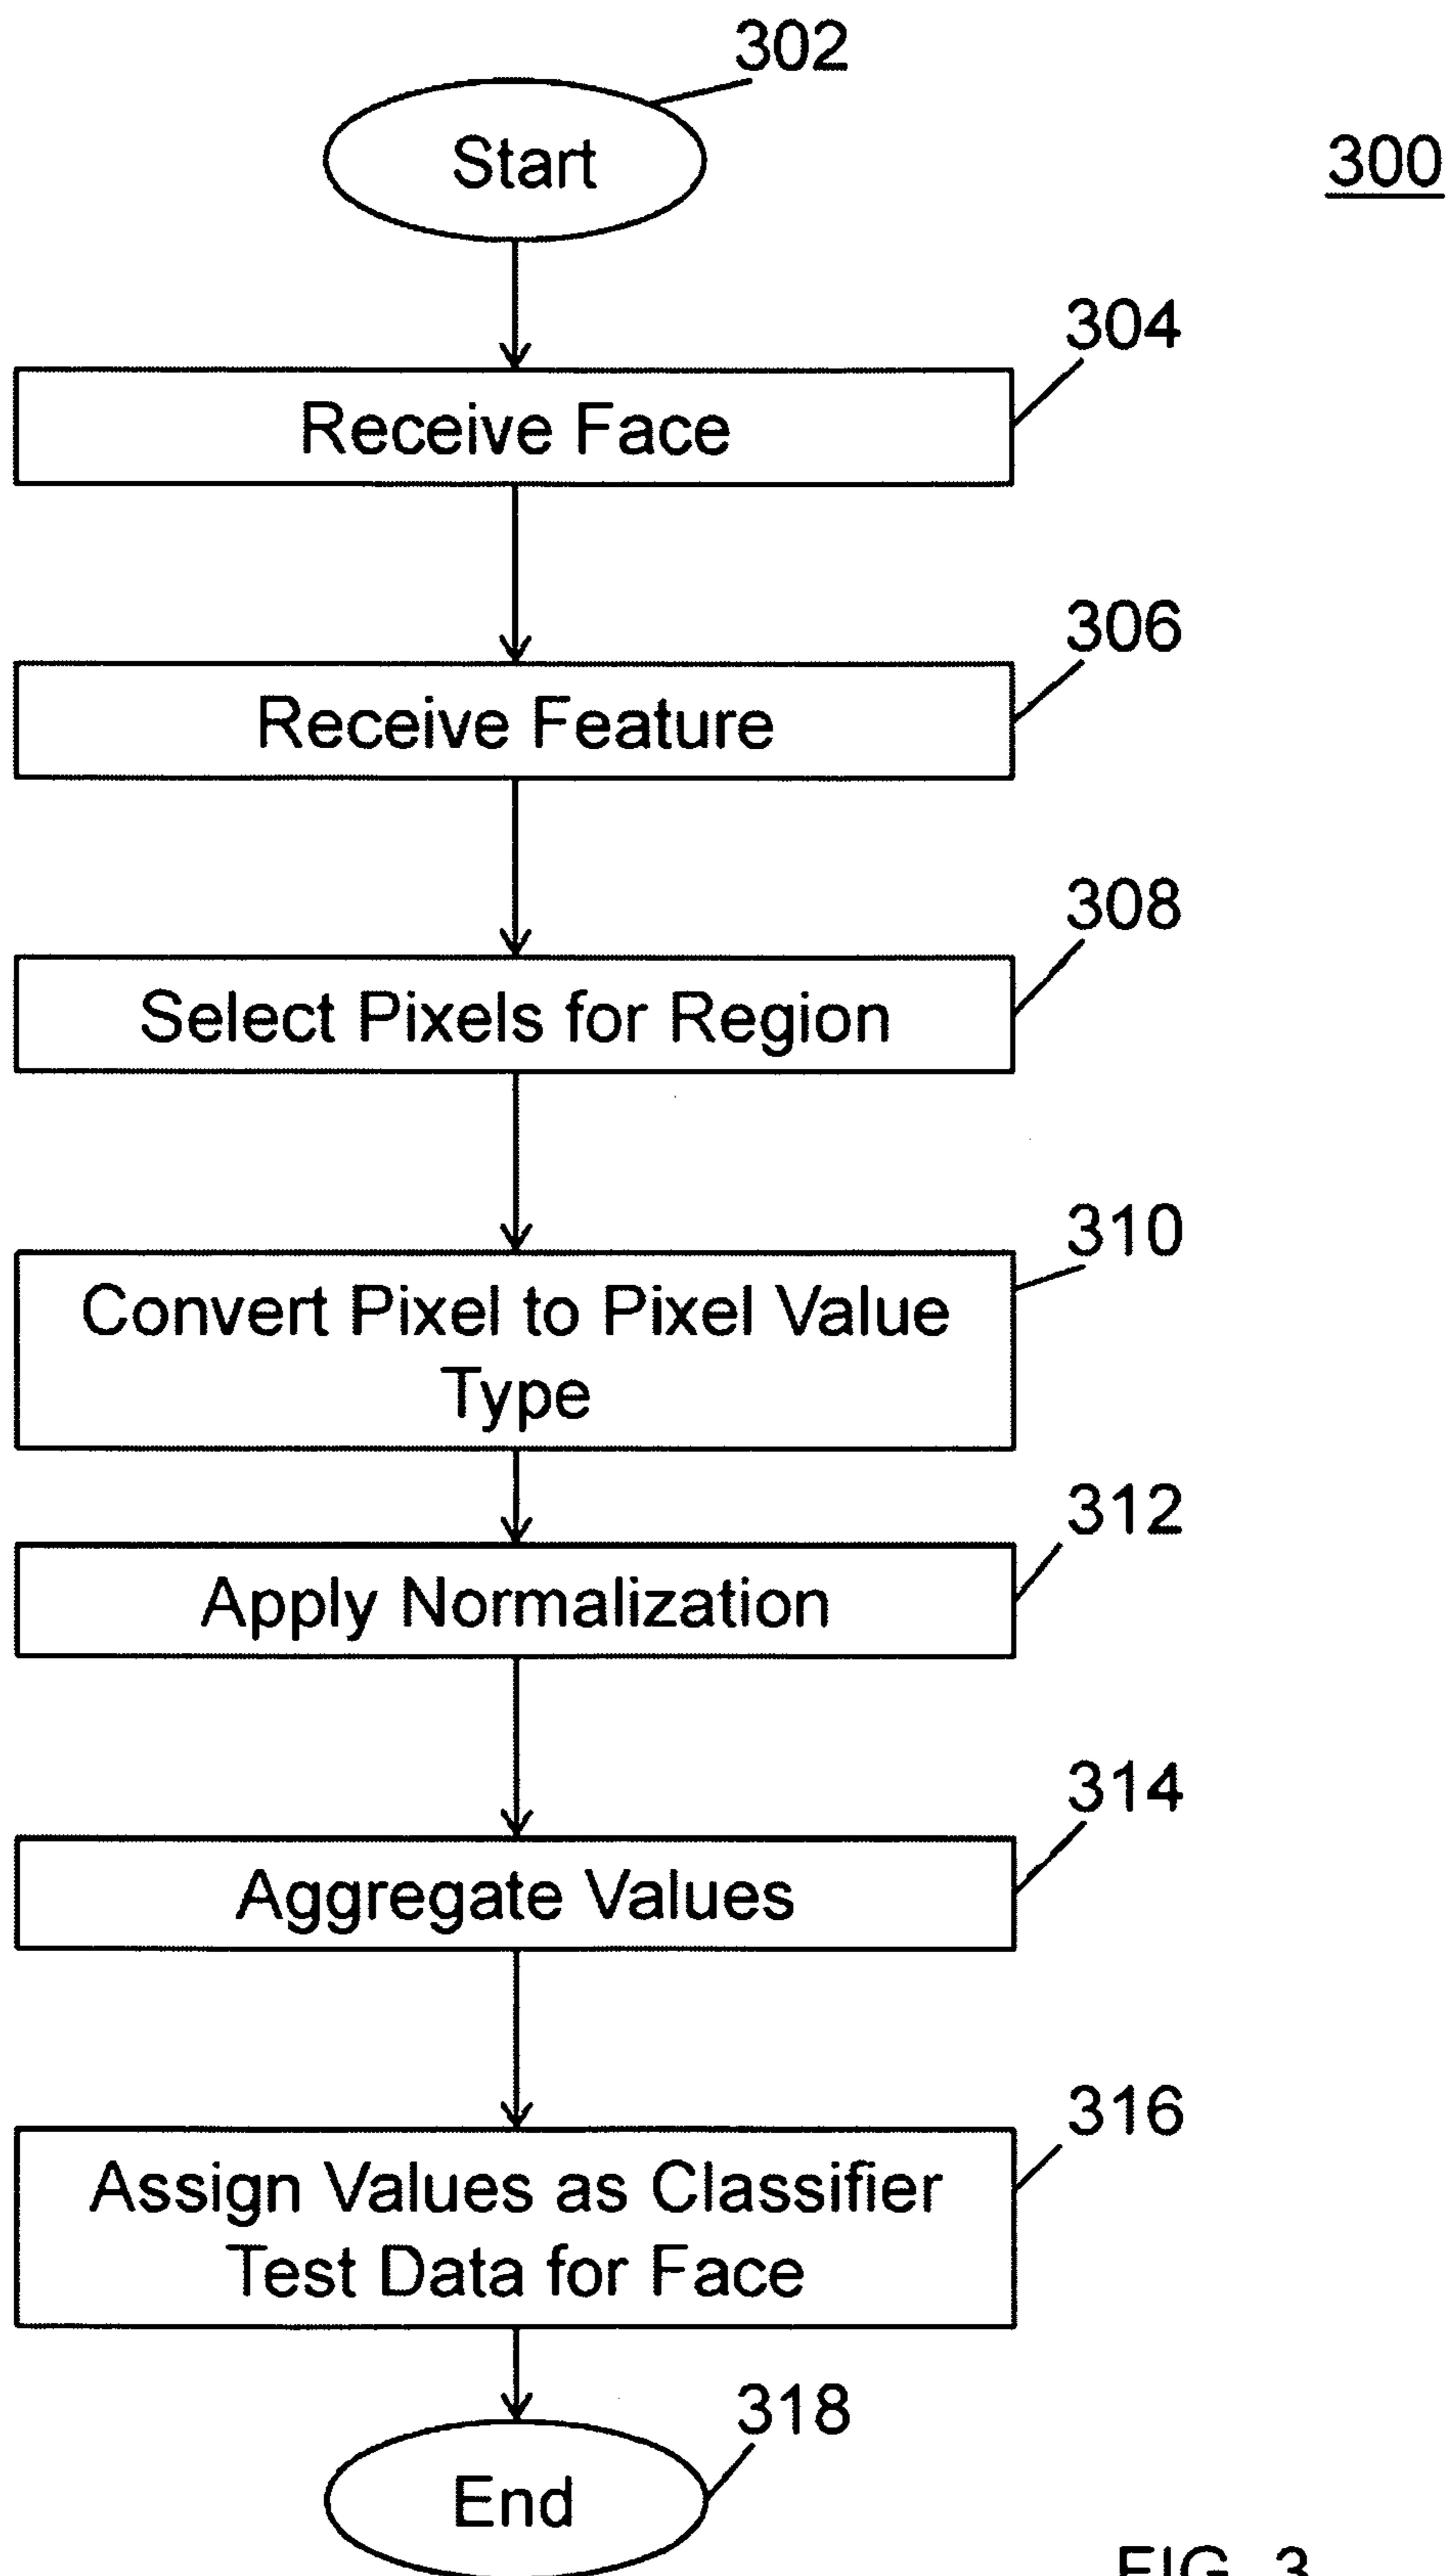 302
Start
300
304
Receive Face
306
Receive Feature
308
Select Pixels for Region
310
Convert Pixel to Pixel Value
Type
312
Apply Normalization
314
Aggregate Values
316
Assign Values as Classifier
Test Data for Face
318
End
FIG. 3